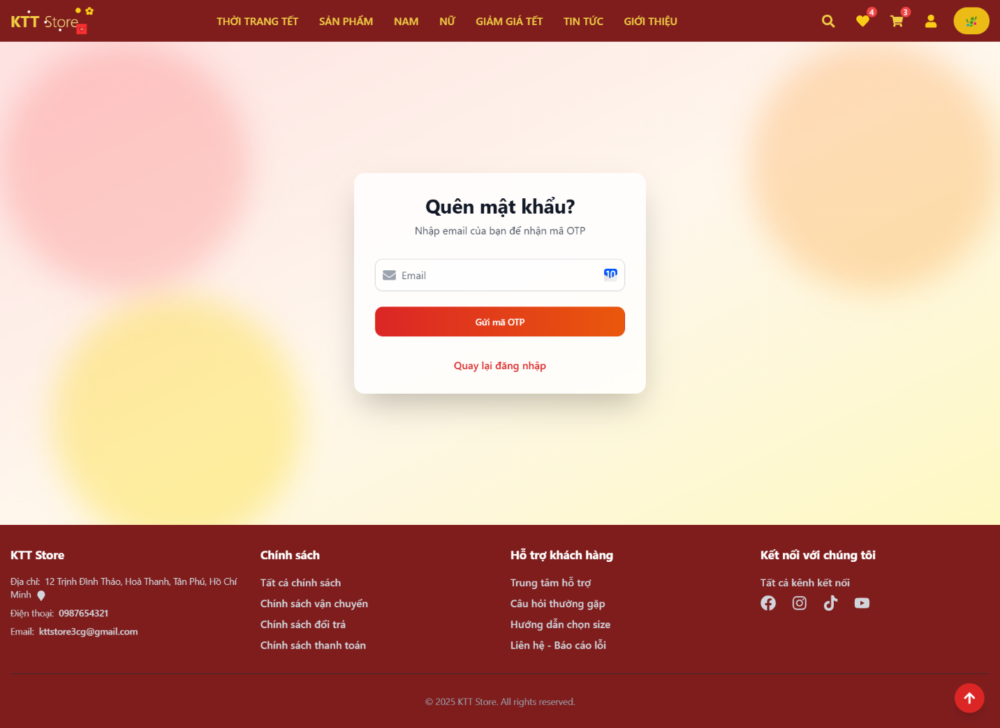 KTT Store
THỜI TRANG TẾT
SẢN PHẨM
NAM
NỮ
GIẢM GIÁ TẾT
TIN TỨC
GIỚI THIỆU
4
3
Quên mật khẩu?
Nhập email của bạn để nhận mã OTP
Email
10
Gửi mã OTP
Quay lại đăng nhập
KTT Store
Địa chỉ: 12 Trịnh Đình Thảo, Hoà Thanh, Tân Phú, Hồ Chí
Minh
Điện thoại: 0987654321
Email: kttstore3cg@gmail.com
Chính sách
Tất cả chính sách
Chính sách vận chuyển
Chính sách đổi trả
Chính sách thanh toán
Hỗ trợ khách hàng
Trung tâm hỗ trợ
Câu hỏi thường gặp
Hướng dẫn chọn size
Liên hệ - Báo cáo lỗi
Kết nối với chúng tôi
Tất cả kênh kết nối
© 2025 KTT Store. All rights reserved.